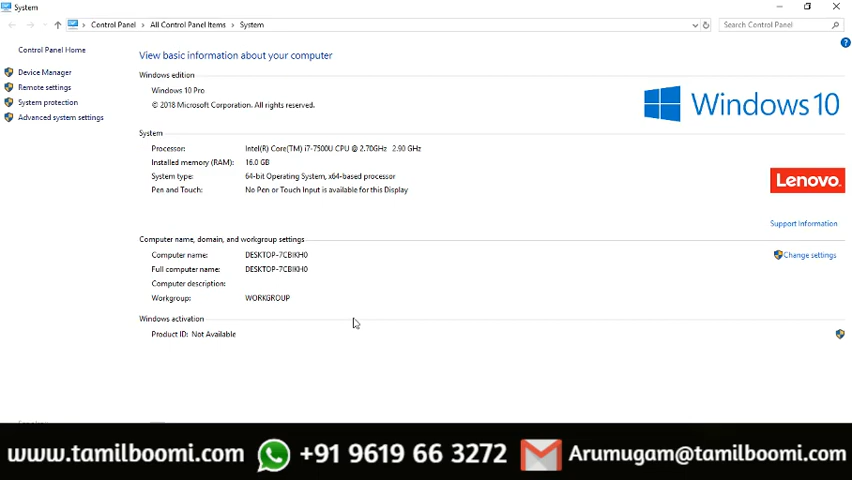 System
Control Panel > All Control Panel Items > System
Search Control Panel
Control Panel Home
Device Manager
Remote settings
System protection
Advanced system settings
View basic information about your computer
Windows edition
Windows 10 Pro
© 2018 Microsoft Corporation. All rights reserved.
Windows 10
System
Processor: Intel(R) Core(TM) i7-7500U CPU @ 2.70GHz 2.90 GHz
Installed memory (RAM): 16.0 GB
System type: 64-bit Operating System, x64-based processor
Pen and Touch: No Pen or Touch Input is available for this Display
Lenovo.
Support Information
Computer name, domain, and workgroup settings
Computer name: DESKTOP-7CBIKH0
Change settings
Full computer name: DESKTOP-7CBIKH0
Computer description:
Workgroup: WORKGROUP
Windows activation
Product ID: Not Available
www.tamilboomi.com +91 9619 66 3272 Arumugam@tamilboomi.com